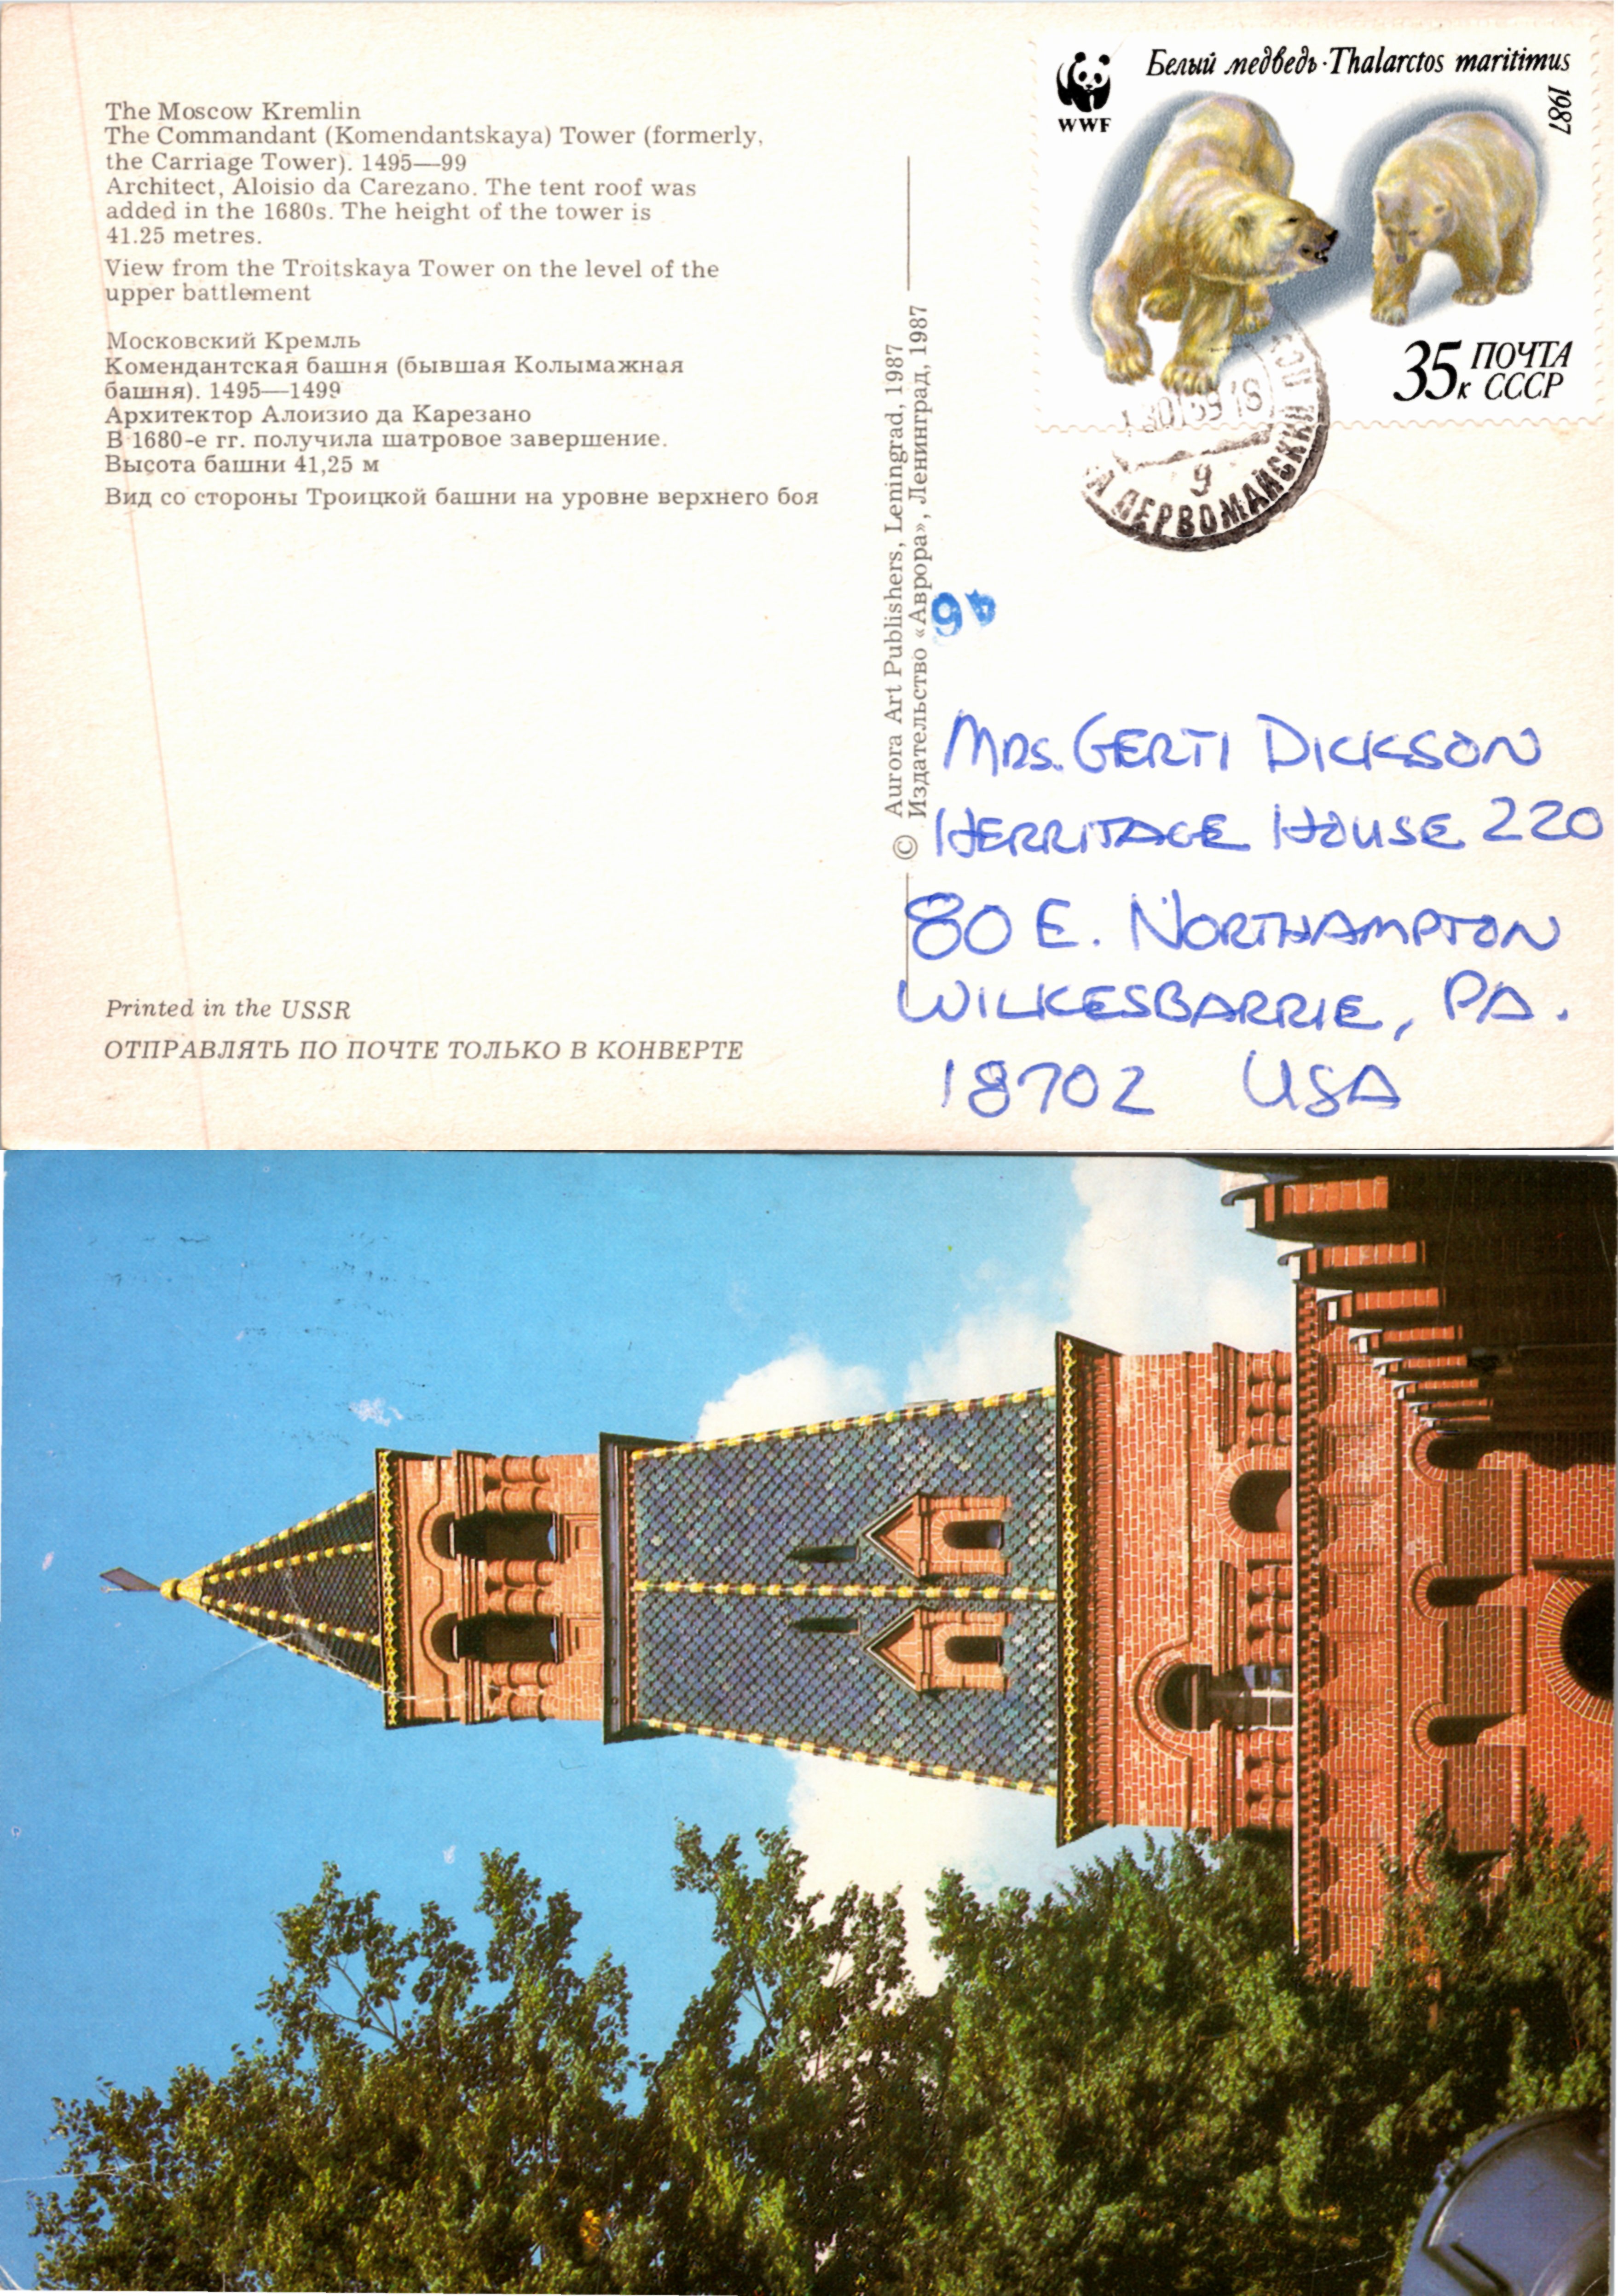 The Moscow Kremlin
The Commandant (Komendantskaya) Tower (formerly,
the Carriage Tower). 1495—99
Architect, Aloisio da Carezano. The tent roof was
added in the 1680s. The height of the tower is
41.25 metres.
View from the Troitskaya Tower on the level of the
upper battlement
Московский Кремль
Комендантская башня (бывшая Колымажная
башня). 1495—1499
Архитектор Алоизио да Карезано
В 1680-е гг. получила шатровое завершение.
Высота башни 41,25 м
Вид со стороны Троицкой башни на уровне верхнего боя
Printed in the USSR
ОТПРАВЛЯТЬ ПО ПОЧТЕ ТОЛЬКО В КОНВЕРТЕ
© Aurora Art Publishers, Leningrad, 1987
Издательство «Аврора», Ленинград, 1987
WWF
Белый медведь · Thalarctos maritimus
1987
35к ПОЧТА
СССР
9
ПЕРВОМАЙСКИЙ
MRS. GERTI DICKSON
HERRITAGE HOUSE 220
80 E. NORTHAMPTON
WILKESBARRIE, PA.
18702 USA